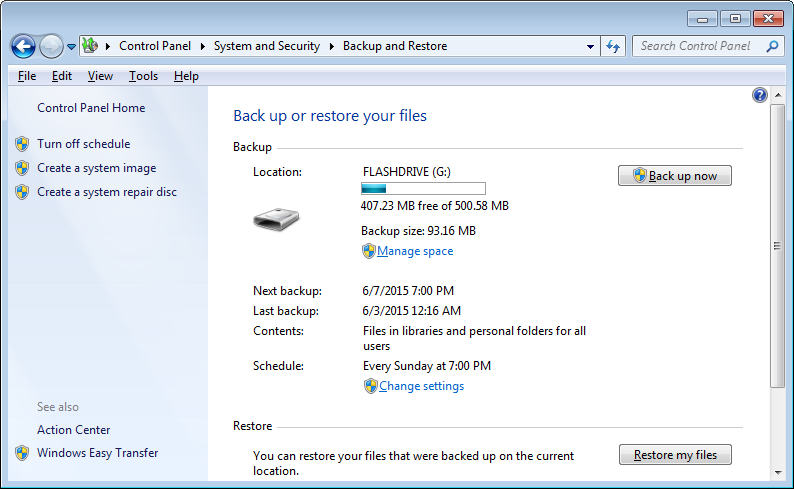 Control Panel System and Security Backup and Restore Search Control Panel
File Edit View Tools Help
Control Panel Home
Turn off schedule
Create a system image
Create a system repair disc
See also
Action Center
Windows Easy Transfer
Back up or restore your files
Backup
Location: FLASHDRIVE (G:) Back up now
407.23 MB free of 500.58 MB
Backup size: 93.16 MB
Manage space
Next backup: 6/7/2015 7:00 PM
Last backup: 6/3/2015 12:16 AM
Contents: Files in libraries and personal folders for all
users
Schedule: Every Sunday at 7:00 PM
Change settings
Restore
You can restore your files that were backed up on the current Restore my files
location.